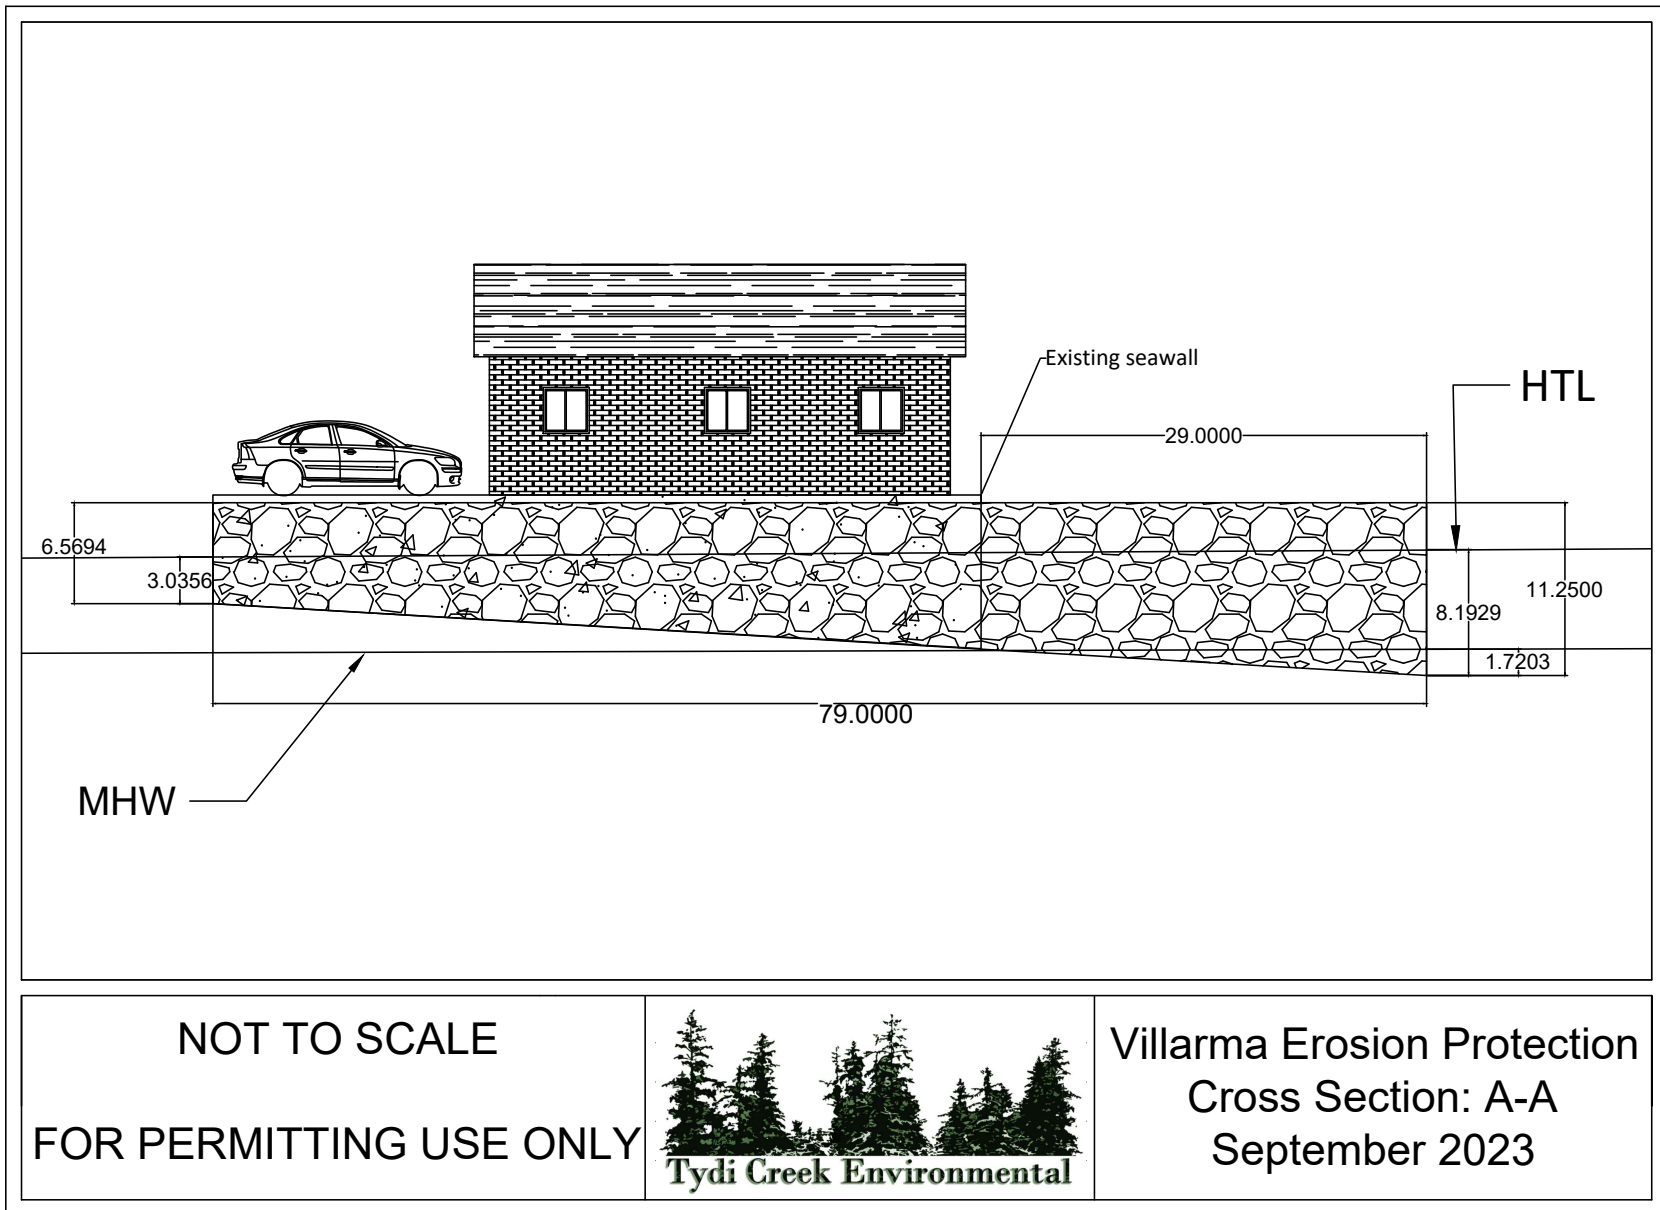 Existing seawall
HTL
29.0000
6.5694
3.0356
11.2500
8.1929
1.7203
79.0000
MHW
NOT TO SCALE
FOR PERMITTING USE ONLY
Tydi Creek Environmental
Villarma Erosion Protection
Cross Section: A-A
September 2023